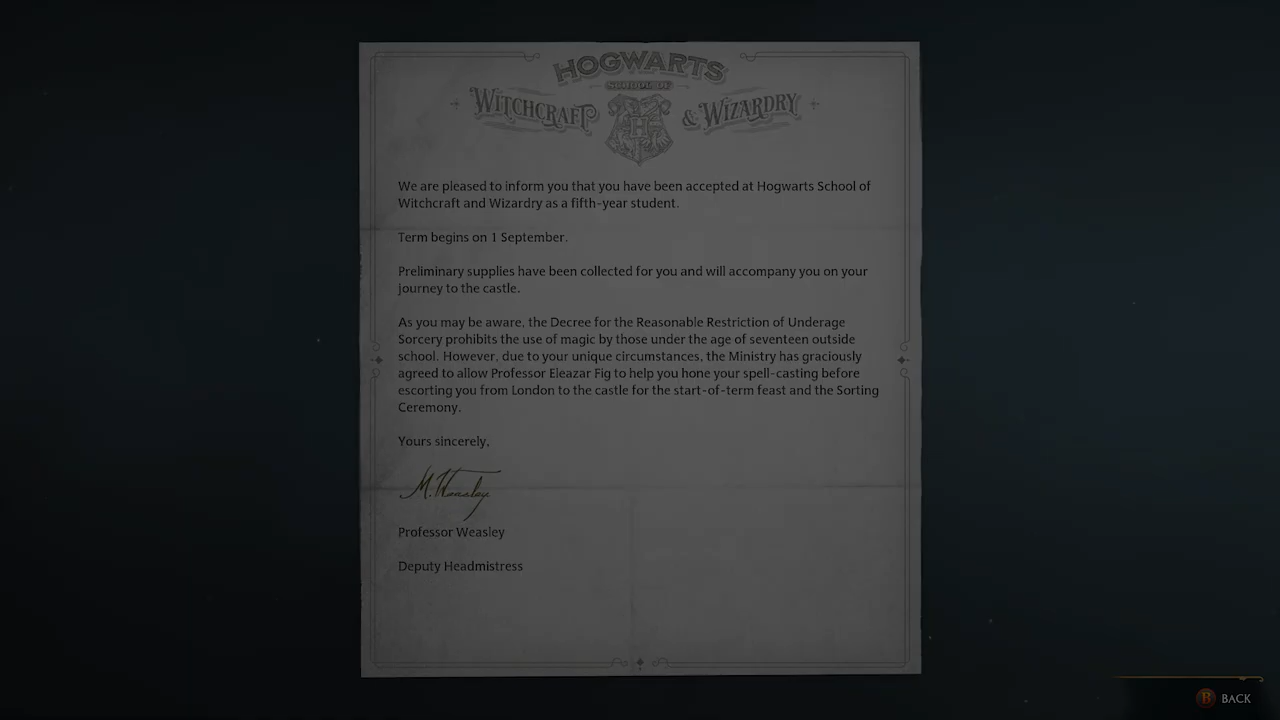 HOGWARTS
SCHOOL OF
WITCHCRAFT & WIZARDRY
H
We are pleased to inform you that you have been accepted at Hogwarts School of
Witchcraft and Wizardry as a fifth-year student.
Term begins on 1 September.
Preliminary supplies have been collected for you and will accompany you on your
journey to the castle.
As you may be aware, the Decree for the Reasonable Restriction of Underage
Sorcery prohibits the use of magic by those under the age of seventeen outside
school. However, due to your unique circumstances, the Ministry has graciously
agreed to allow Professor Eleazar Fig to help you hone your spell-casting before
escorting you from London to the castle for the start-of-term feast and the Sorting
Ceremony.
Yours sincerely,
M. Weasley
Professor Weasley
Deputy Headmistress
B BACK